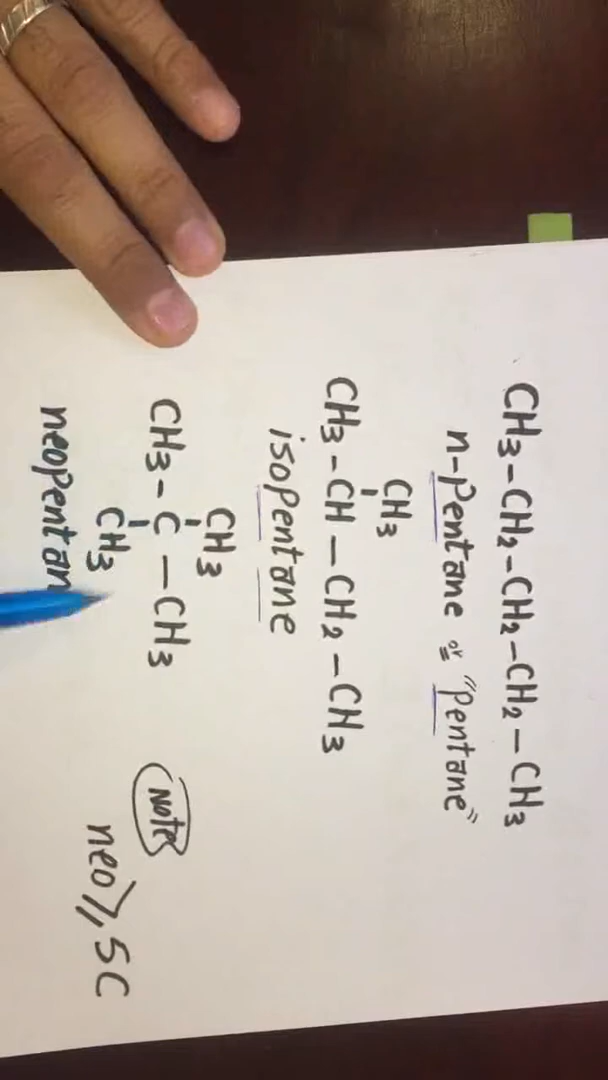 CH3-CH2-CH2-CH2-CH3
n-pentane or "pentane"
CH3
CH3-CH-CH2-CH3
isopentane
CH3
CH3-C-CH3
CH3
neopentan
note
neo⩾5C